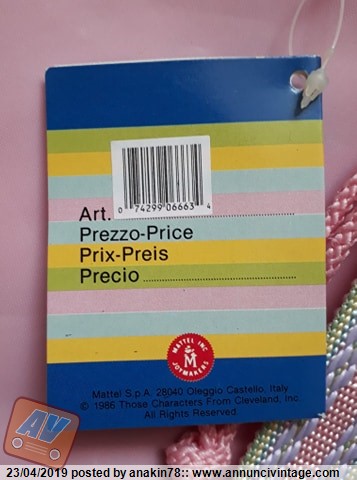 0 74299 06663 4
Art.
Prezzo-Price
Prix-Preis
Precio
MATTEL INC
M
TOYMAKERS
Mattel S.p.A. 28040 Oleggio Castello, Italy
© 1986 Those Characters From Cleveland, Inc.
All Rights Reserved.
AV
23/04/2019 posted by anakin78:: www.annuncivintage.com